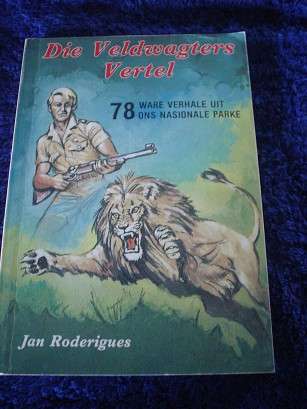 Die Veldwagters
Vertel
78 WARE VERHALE UIT
ONS NASIONALE PARKE
Jan Roderigues